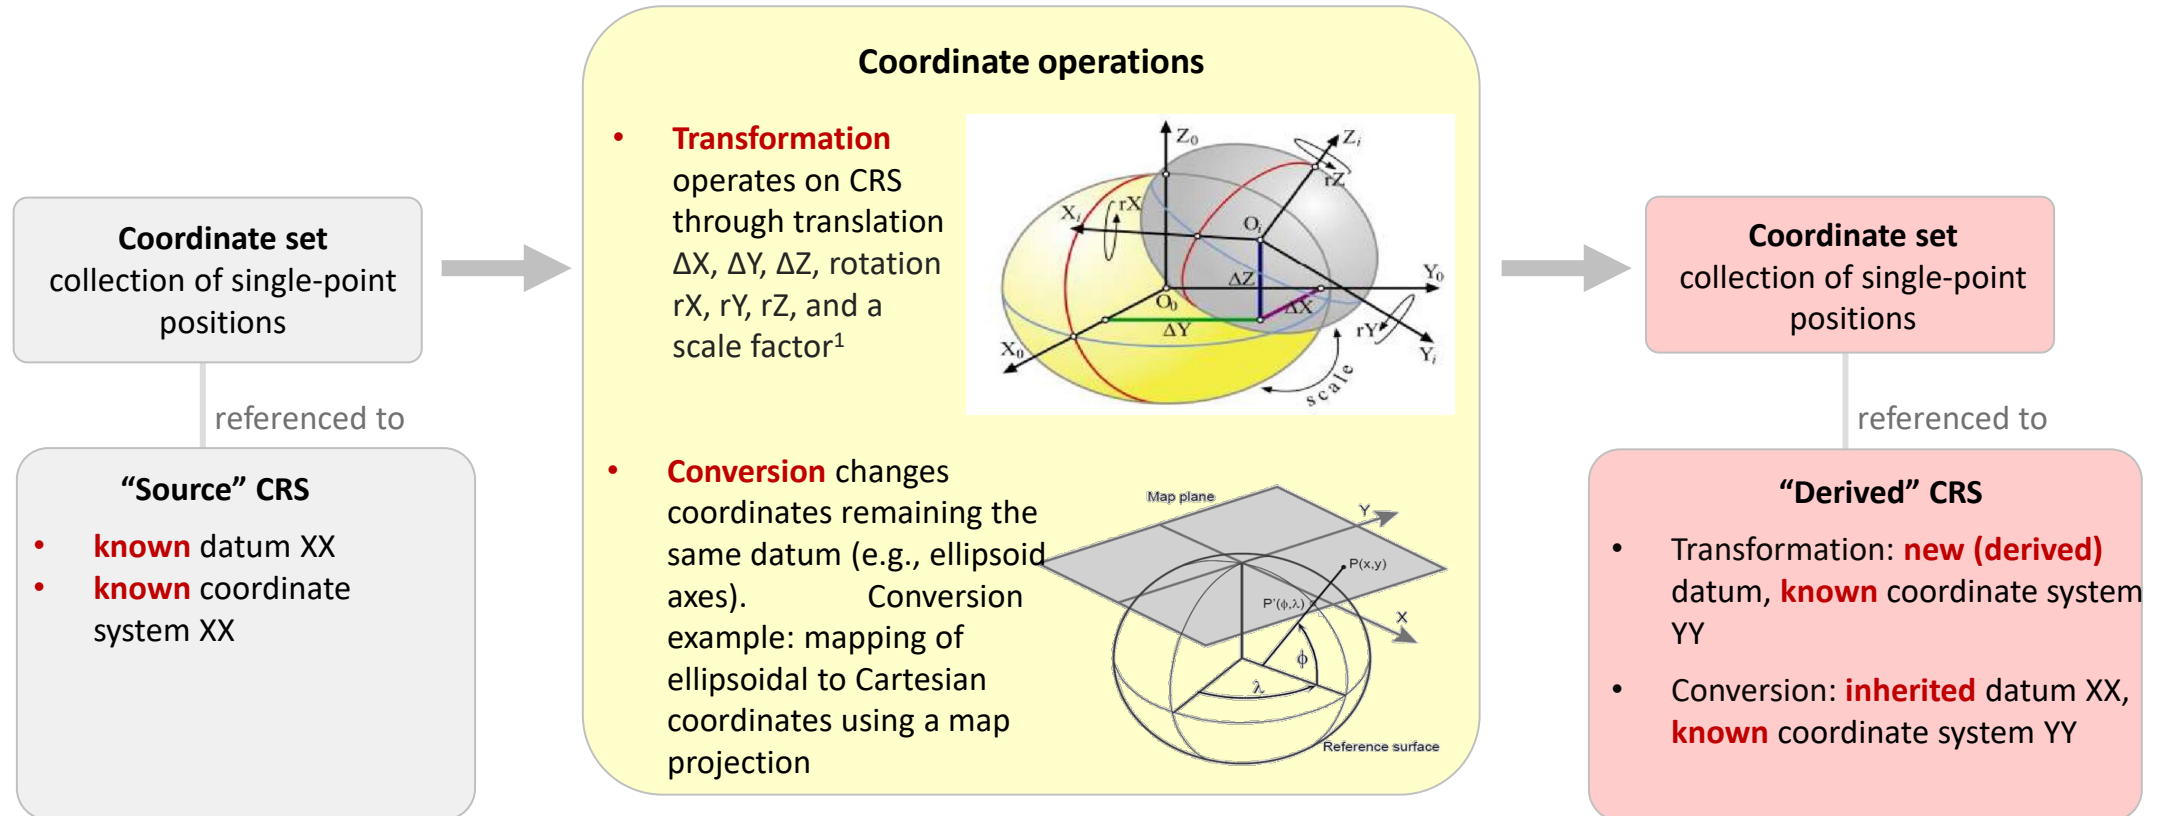 Coordinate set
collection of single-point
positions
referenced to
“Source” CRS
• known datum XX
• known coordinate
system XX
Coordinate operations
• Transformation
operates on CRS
through translation
ΔX, ΔY, ΔZ, rotation
rX, rY, rZ, and a
scale factor¹
Z₀
Zᵢ
rZ
Xᵢ
rX
Oᵢ
ΔZ
Y₀
O₀
ΔX
ΔY
rY
X₀
Yᵢ
scale
• Conversion changes
coordinates remaining the
same datum (e.g., ellipsoid
axes). Conversion
example: mapping of
ellipsoidal to Cartesian
coordinates using a map
projection
Map plane
Y
P(x,y)
P'(ϕ,λ)
X
ϕ
λ
Reference surface
Coordinate set
collection of single-point
positions
referenced to
“Derived” CRS
• Transformation: new (derived)
datum, known coordinate system
YY
• Conversion: inherited datum XX,
known coordinate system YY